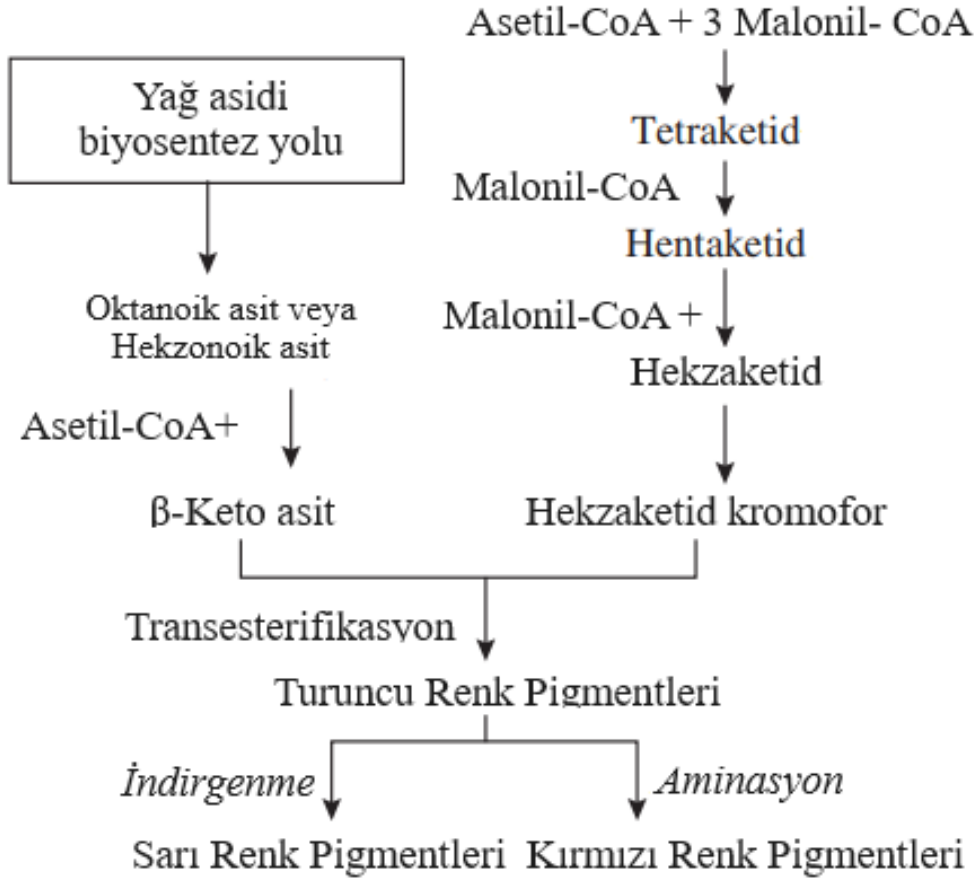 Asetil-CoA + 3 Malonil- CoA
Yağ asidi
biyosentez yolu
Tetraketid
Malonil-CoA
Hentaketid
Oktanoik asit veya
Hekzonoik asit
Malonil-CoA +
Hekzaketid
Asetil-CoA+
β-Keto asit
Hekzaketid kromofor
Transesterifikasyon
Turuncu Renk Pigmentleri
İndirgenme
Aminasyon
Sarı Renk Pigmentleri
Kırmızı Renk Pigmentleri